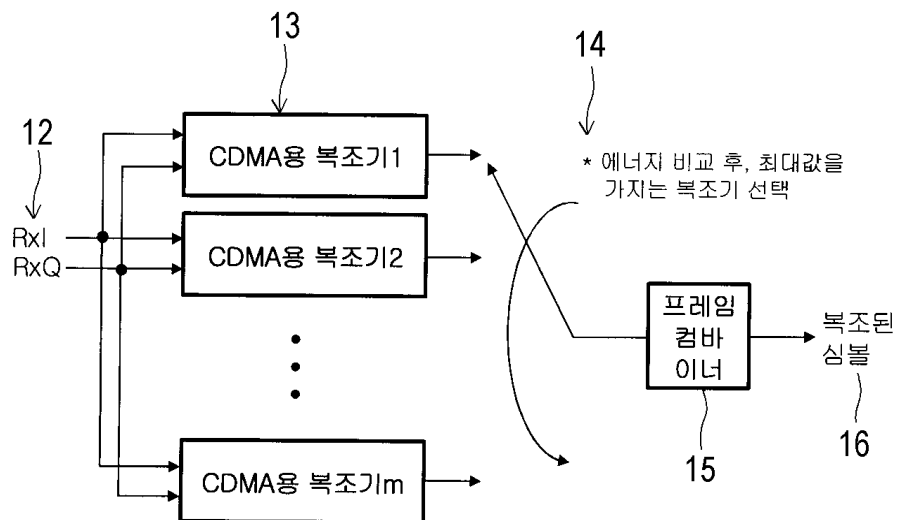 13
14
12
CDMA용 복조기1
* 에너지 비교 후, 최대값을
가지는 복조기 선택
RxI
RxQ
CDMA용 복조기2
프레임
컴바
이너
복조된
심볼
15
16
CDMA용 복조기m